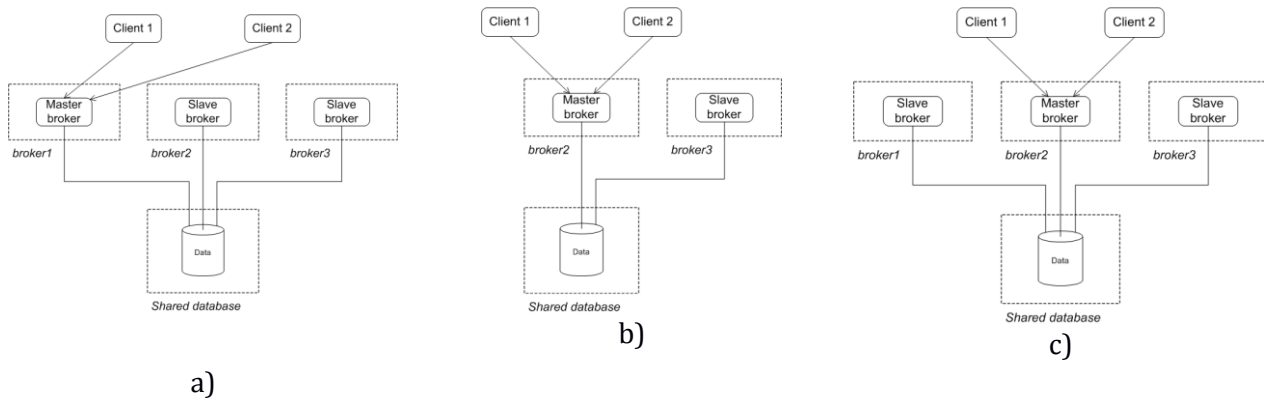 Client 1
Client 2
Master
broker
Slave
broker
Slave
broker
broker1
broker2
broker3
Data
Shared database
a)
Client 1
Client 2
Master
broker
Slave
broker
broker2
broker3
Data
Shared database
b)
Client 1
Client 2
Slave
broker
Master
broker
Slave
broker
broker1
broker2
broker3
Data
Shared database
c)